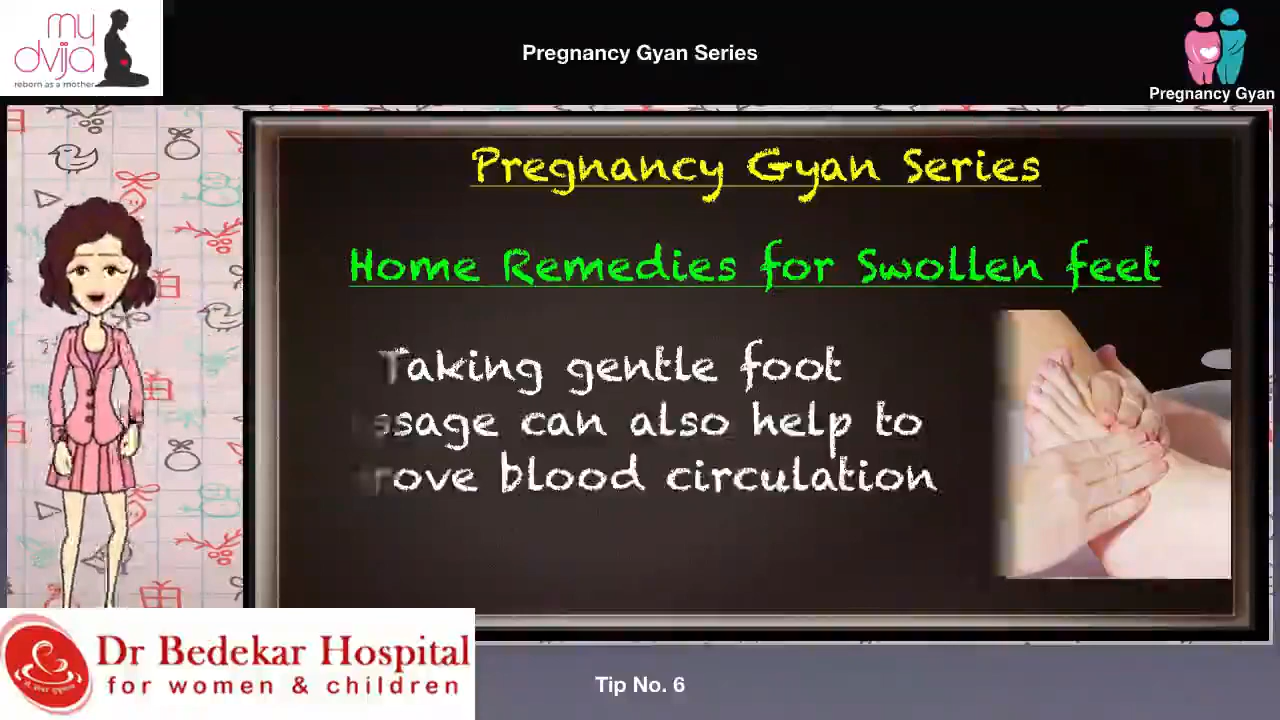 my
dvija
reborn as a mother
Pregnancy Gyan Series
Pregnancy Gyan
Pregnancy Gyan Series
Home Remedies for Swollen feet
Taking gentle foot
ssage can also help to
rove blood circulation
Dr Bedekar Hospital
for women & children
Tip No. 6